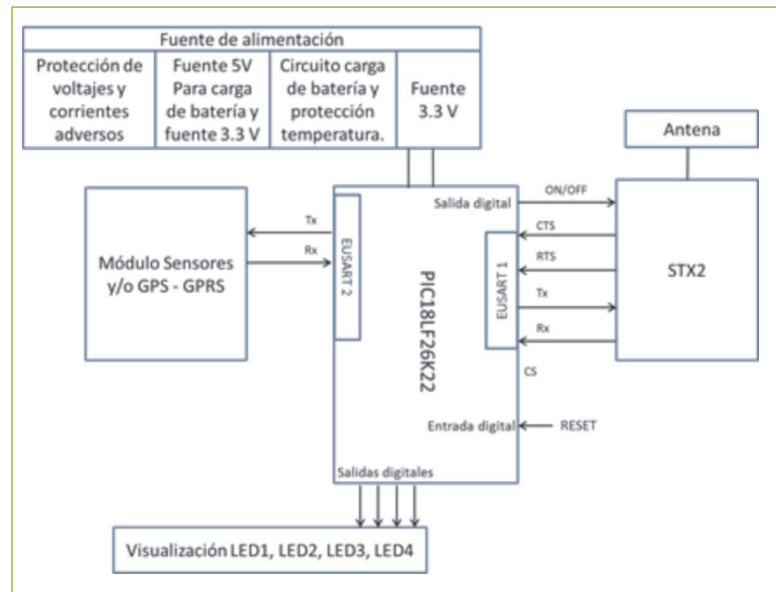 Fuente de alimentación
Protección de
voltajes y
corrientes
adversos
Fuente 5V
Para carga
de batería y
fuente 3.3 V
Circuito carga
de batería y
protección
temperatura.
Fuente
3.3 V
Antena
Módulo Sensores
y/o GPS - GPRS
Tx
Rx
EUSART 2
PIC18LF26K22
Salida digital
EUSART 1
ON/OFF
CTS
RTS
Tx
Rx
CS
STX2
Entrada digital
RESET
Salidas digitales
Visualización LED1, LED2, LED3, LED4